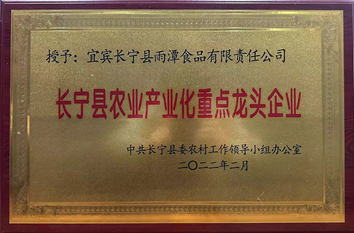 授予：宜宾长宁县雨潭食品有限责任公司
长宁县农业产业化重点龙头企业
中共长宁县委农村工作领导小组办公室
二〇二二年二月